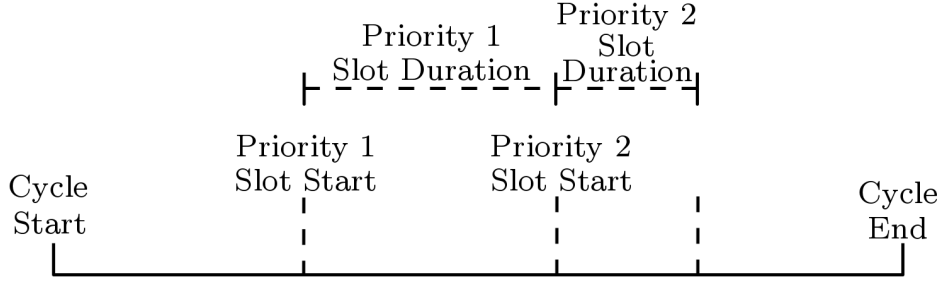 Priority 1
Slot Duration
Priority 2
Slot
Duration
Priority 1
Slot Start
Priority 2
Slot Start
Cycle
Start
Cycle
End